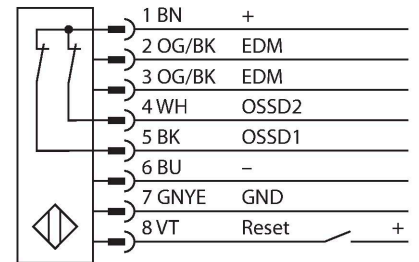 1 BN +
2 OG/BK EDM
3 OG/BK EDM
4 WH OSSD2
5 BK OSSD1
6 BU –
7 GNYE GND
8 VT Reset +